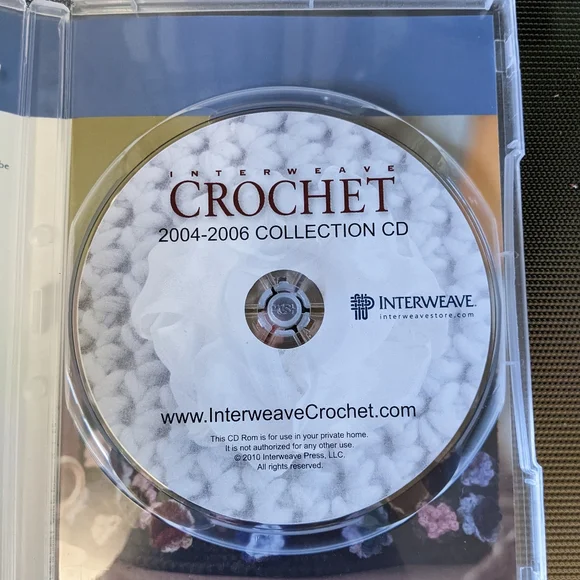 be
INTERWEAVE
CROCHET
2004-2006 COLLECTION CD
INTERWEAVE.
interweavestore.com
www.InterweaveCrochet.com
This CD Rom is for use in your private home.
It is not authorized for any other use.
© 2010 Interweave Press, LLC.
All rights reserved.